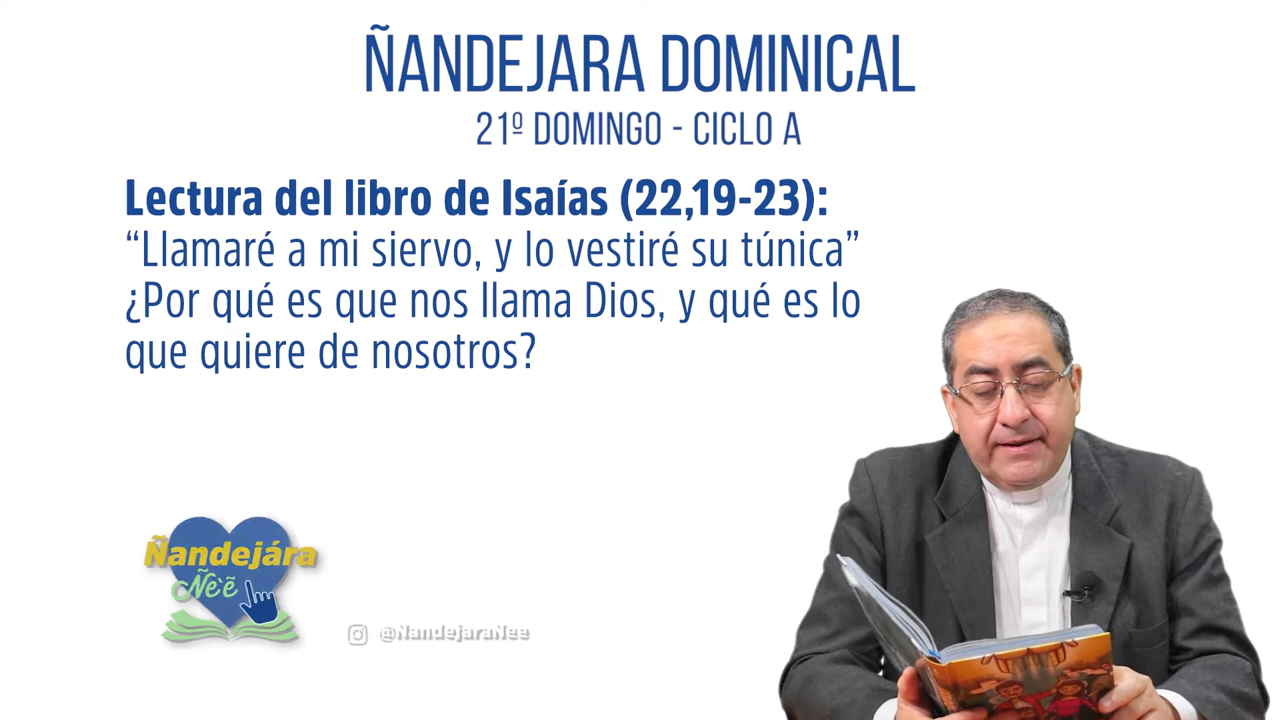 ÑANDEJARA DOMINICAL
21º DOMINGO - CICLO A
Lectura del libro de Isaías (22,19-23):
“Llamaré a mi siervo, y lo vestiré su túnica”
¿Por qué es que nos llama Dios, y qué es lo
que quiere de nosotros?
Ñandejára
Ñe'ẽ
@NandejaraNee